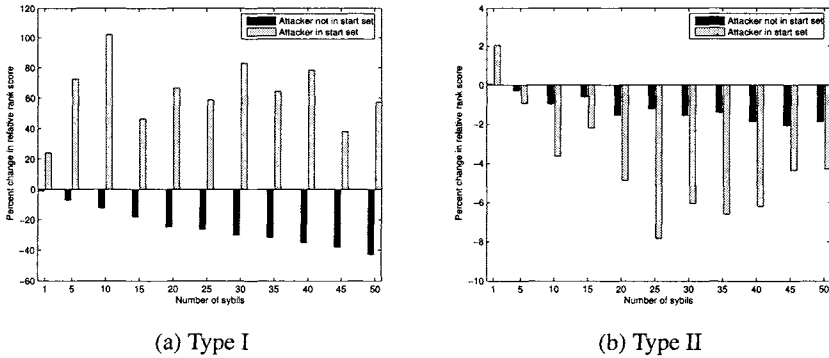 120
100
80
60
40
20
0
−20
−40
−60
Percent change in relative rank score
Attacker not in start set
Attacker in start set
1 5 10 15 20 25 30 35 40 45 50
Number of sybils
(a) Type I
4
2
0
−2
−4
−6
−8
−10
Percent change in relative rank score
Attacker not in start set
Attacker in start set
1 5 10 15 20 25 30 35 40 45 50
Number of sybils
(b) Type II